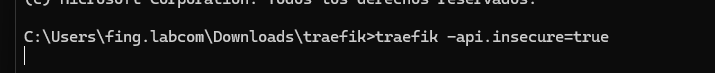 (c) Microsoft Corporation. Todos los derechos reservados.
C:\Users\fing.labcom\Downloads\traefik>traefik -api.insecure=true